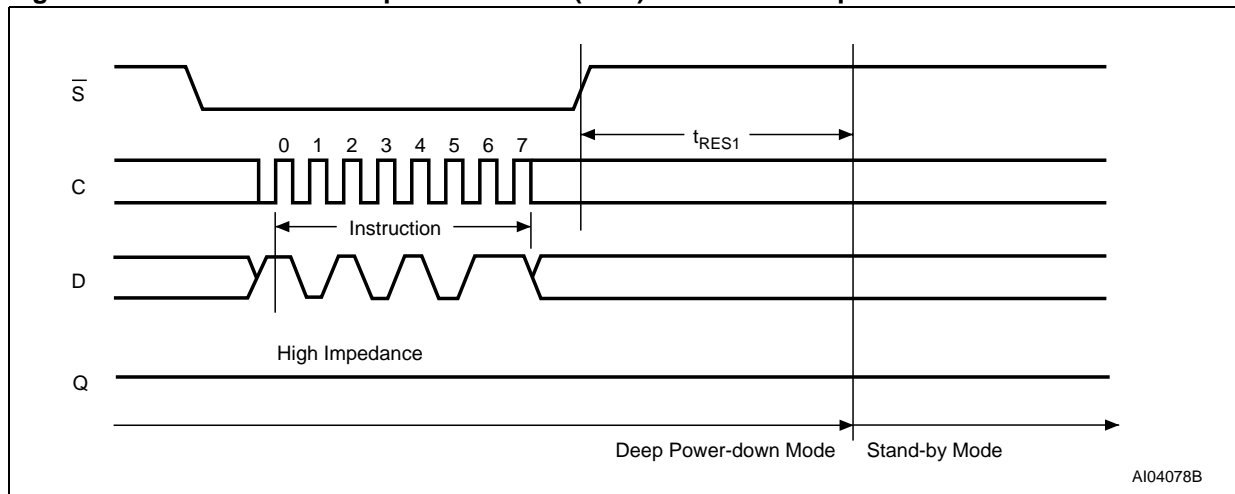 S
tRES1
0 1 2 3 4 5 6 7
C
Instruction
D
High Impedance
Q
Deep Power-down Mode Stand-by Mode
AI04078B